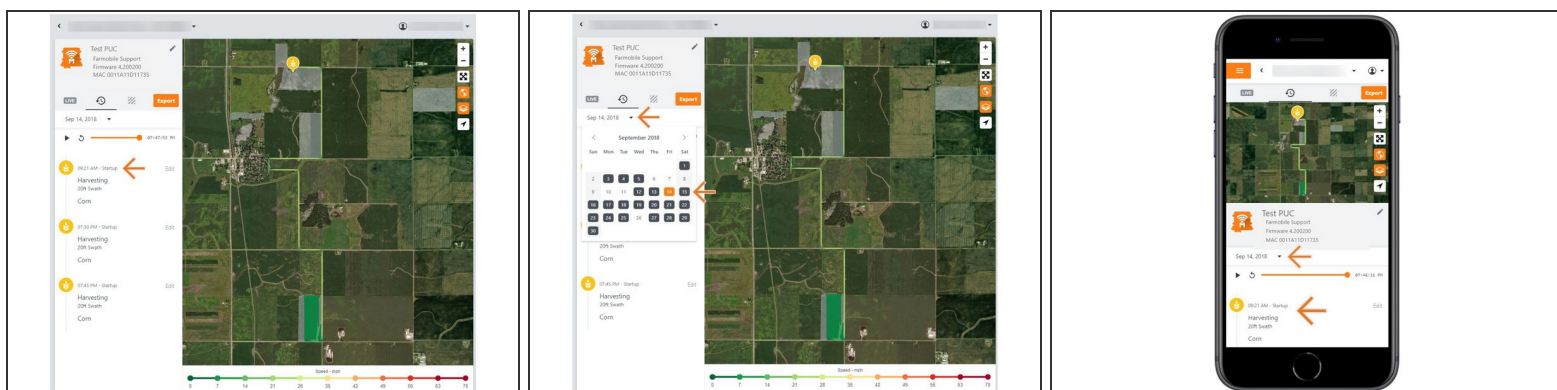 Test PUC
Farmobile Support
Firmware 4.200200
MAC 0011A11D11735
LIVE
Export
Sep 14, 2018
07:47:53 PM
09:21 AM - Startup
Edit
Harvesting
20ft Swath
Corn
07:30 PM - Startup
Edit
Harvesting
20ft Swath
Corn
07:45 PM - Startup
Edit
Harvesting
20ft Swath
Corn
Speed - mph
0 7 14 21 28 35 42 49 56 63 70
Test PUC
Farmobile Support
Firmware 4.200200
MAC 0011A11D11735
LIVE
Export
Sep 14, 2018
September 2018
Sun Mon Tue Wed Thu Fri Sat
1
2 3 4 5 6 7 8
9 10 11 12 13 14 15
16 17 18 19 20 21 22
23 24 25 26 27 28 29
30
Harvesting
20ft Swath
Corn
07:45 PM - Startup
Edit
Harvesting
20ft Swath
Corn
Speed - mph
0 7 14 21 28 35 42 49 56 63 70
LIVE
Export
Test PUC
Farmobile Support
Firmware 4.200200
MAC 0011A11D11735
Sep 14, 2018
07:46:31 PM
09:21 AM - Startup
Edit
Harvesting
20ft Swath
Corn